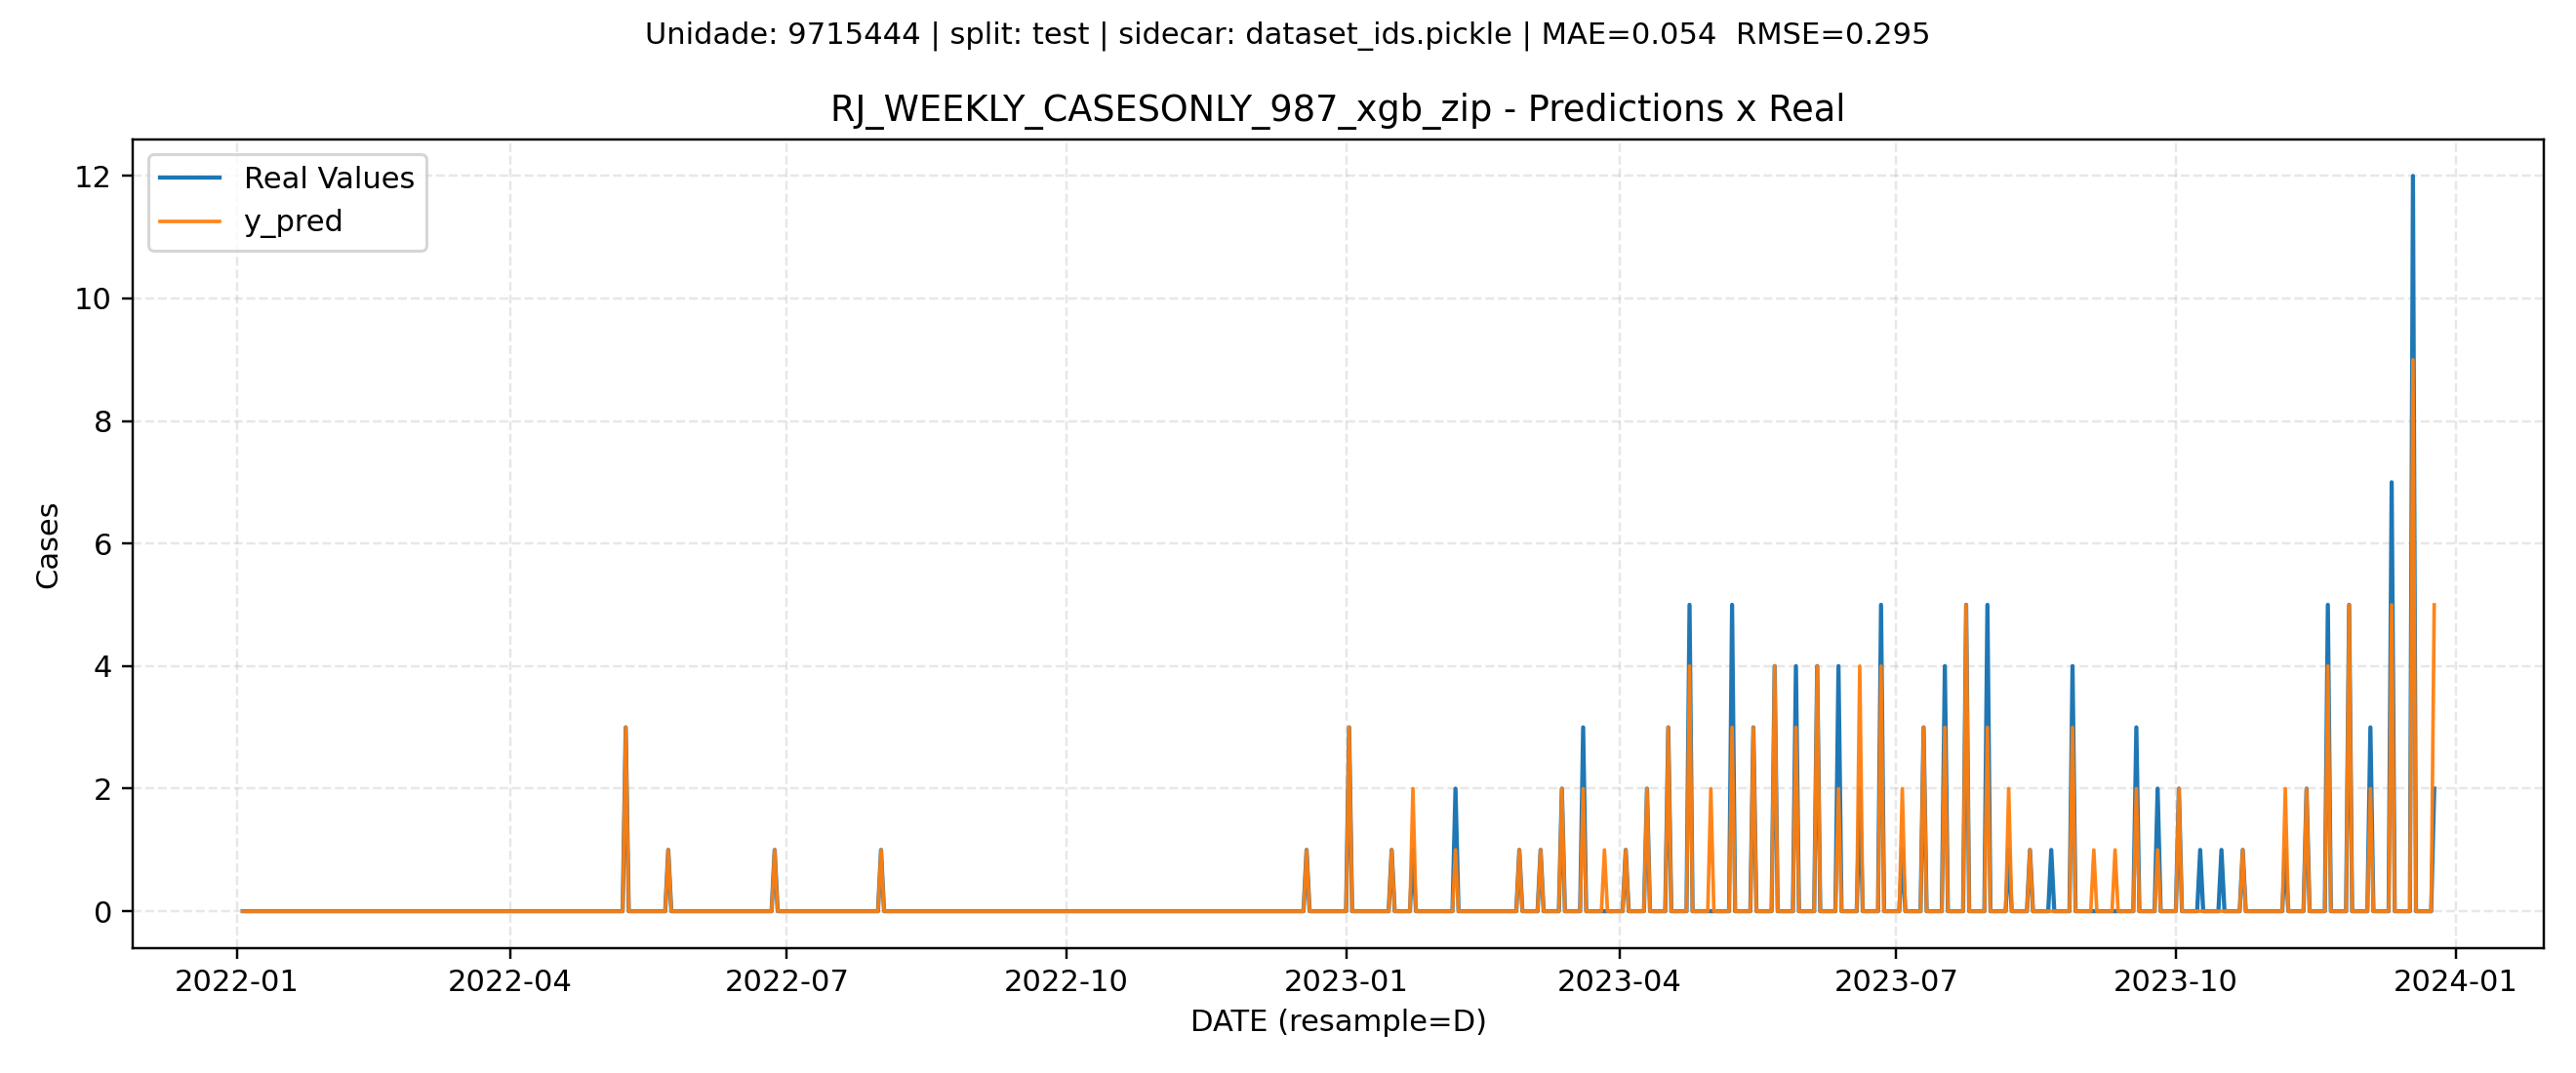 Unidade: 9715444 | split: test | sidecar: dataset_ids.pickle | MAE=0.054  RMSE=0.295
RJ_WEEKLY_CASESONLY_987_xgb_zip - Predictions x Real
Real Values
y_pred
12
10
8
6
4
2
0
Cases
2022-01
2022-04
2022-07
2022-10
2023-01
2023-04
2023-07
2023-10
2024-01
DATE (resample=D)